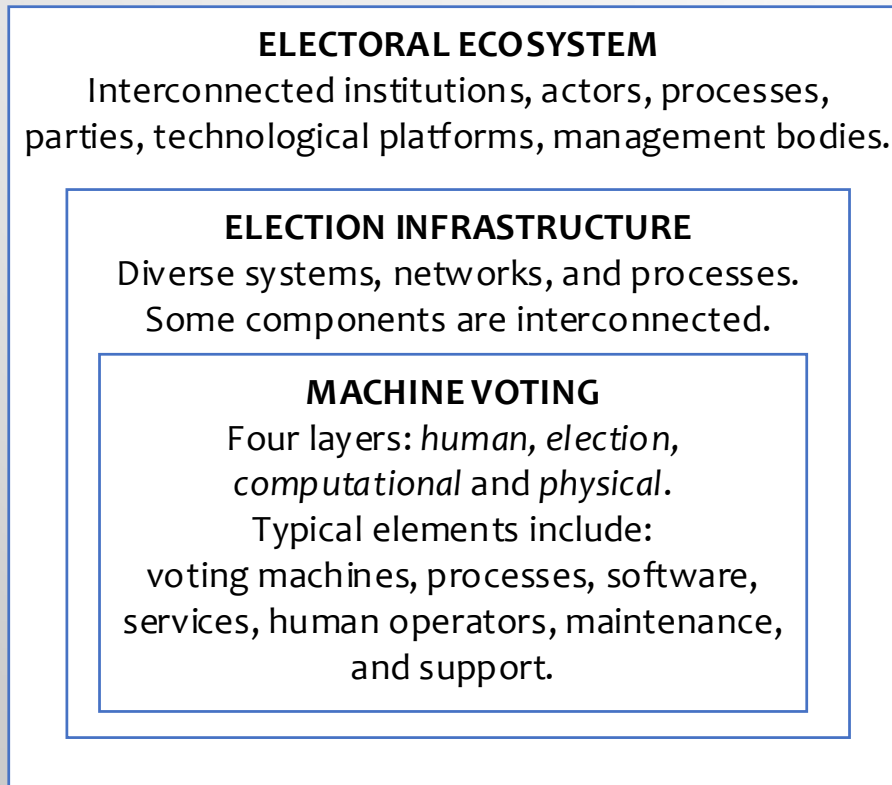 ELECTORAL ECOSYSTEM
Interconnected institutions, actors, processes,
parties, technological platforms, management bodies.
ELECTION INFRASTRUCTURE
Diverse systems, networks, and processes.
Some components are interconnected.
MACHINE VOTING
Four layers: human, election,
computational and physical.
Typical elements include:
voting machines, processes, software,
services, human operators, maintenance,
and support.